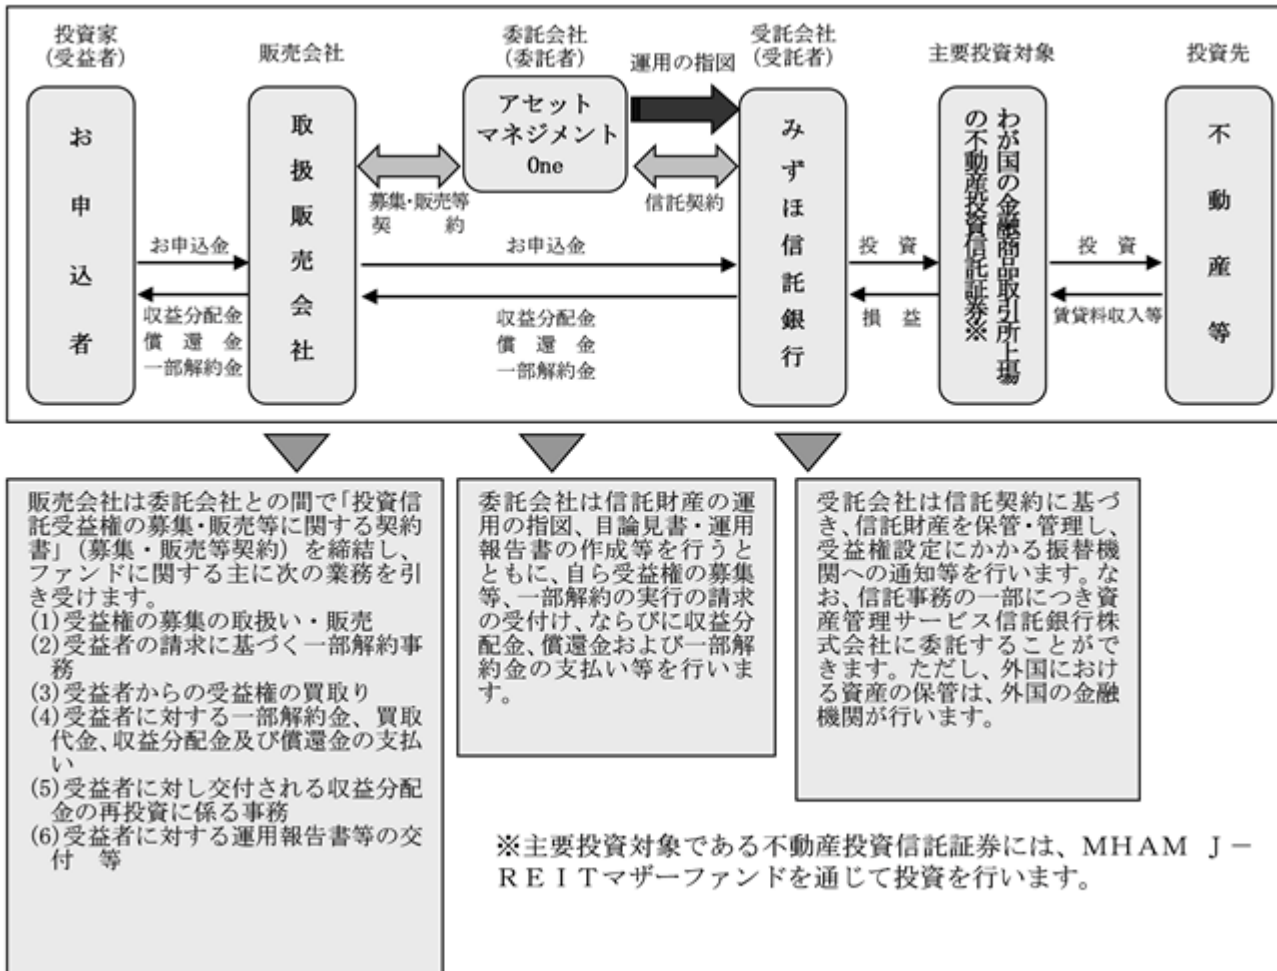 投資家
(受益者)
販売会社
委託会社
(委託者)
運用の指図
受託会社
(受託者)
主要投資対象
投資先
お申込者
取扱販売会社
アセット
マネジメント
One
みずほ信託銀行
わが国の金融商品取引所上場
の不動産投資信託証券※
不動産等
募集・販売等
契　　約
信託契約
お申込金
お申込金
投　資
投　資
収益分配金
償　還　金
一部解約金
収益分配金
償　還　金
一部解約金
損　益
賃貸料収入等
販売会社は委託会社との間で「投資信
託受益権の募集・販売等に関する契約
書」（募集・販売等契約）を締結し、
ファンドに関する主に次の業務を引
き受けます。
(1)受益権の募集の取扱い・販売
(2)受益者の請求に基づく一部解約事
務
(3)受益者からの受益権の買取り
(4)受益者に対する一部解約金、買取
代金、収益分配金及び償還金の支払
い
(5)受益者に対し交付される収益分配
金の再投資に係る事務
(6)受益者に対する運用報告書等の交
付　等
委託会社は信託財産の運
用の指図、目論見書・運用
報告書の作成等を行うと
ともに、自ら受益権の募集
等、一部解約の実行の請求
の受付け、ならびに収益分
配金、償還金および一部解
約金の支払い等を行いま
す。
受託会社は信託契約に基づ
き、信託財産を保管・管理し、
受益権設定にかかる振替機
関への通知等を行います。な
お、信託事務の一部につき資
産管理サービス信託銀行株
式会社に委託することがで
きます。ただし、外国におけ
る資産の保管は、外国の金融
機関が行います。
※主要投資対象である不動産投資信託証券には、ＭＨＡＭ　Ｊ－
ＲＥＩＴマザーファンドを通じて投資を行います。